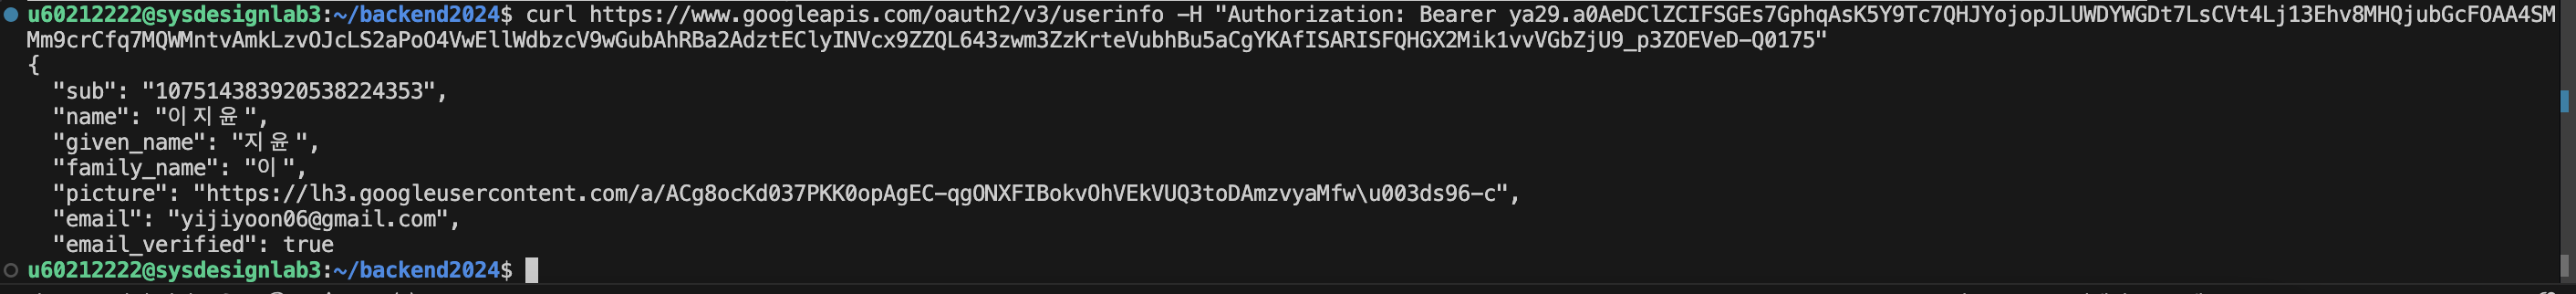 u60212222@sysdesignlab3:~/backend2024$ curl https://www.googleapis.com/oauth2/v3/userinfo -H "Authorization: Bearer ya29.a0AeDClZCIFSGEs7GphqAsK5Y9Tc7QHJYojopJLUWDYWGDt7LsCVt4Lj13Ehv8MHQjubGcFOAA4SM
Mm9crCfq7MQWMntvAmkLzvOJcLS2aPoO4VwEllWdbzcV9wGubAhRBa2AdztEClyINVcx9ZZQL643zwm3ZzKrteVubhBu5aCgYKAfISARISFQHGX2Mik1vvVGbZjU9_p3ZOEVeD-Q0175"
{
  "sub": "107514383920538224353",
  "name": "이지윤",
  "given_name": "지윤",
  "family_name": "이",
  "picture": "https://lh3.googleusercontent.com/a/ACg8ocKd037PKK0opAgEC-qgONXFIBokvOhVEkVUQ3toDAmzvyaMfw\u003ds96-c",
  "email": "yijiyoon06@gmail.com",
  "email_verified": true
u60212222@sysdesignlab3:~/backend2024$